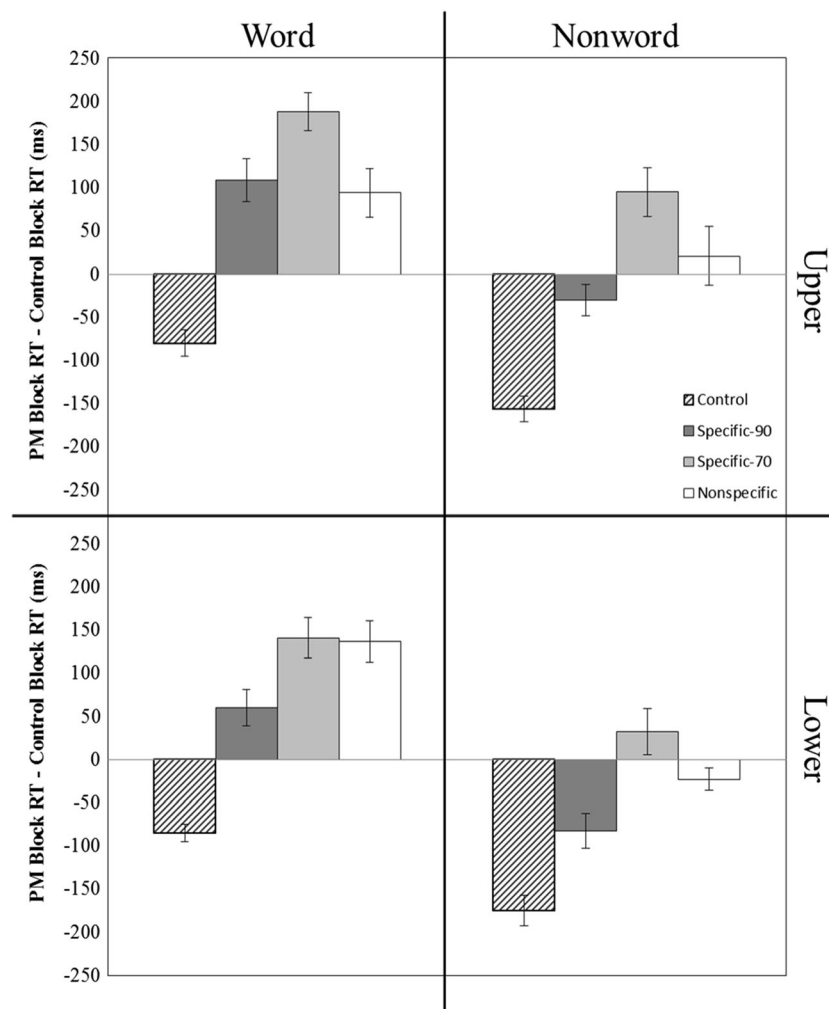 Word
Nonword
PM Block RT - Control Block RT (ms)
250
200
150
100
50
0
-50
-100
-150
-200
-250
Control
Specific-90
Specific-70
Nonspecific
Upper
PM Block RT - Control Block RT (ms)
250
200
150
100
50
0
-50
-100
-150
-200
-250
Lower